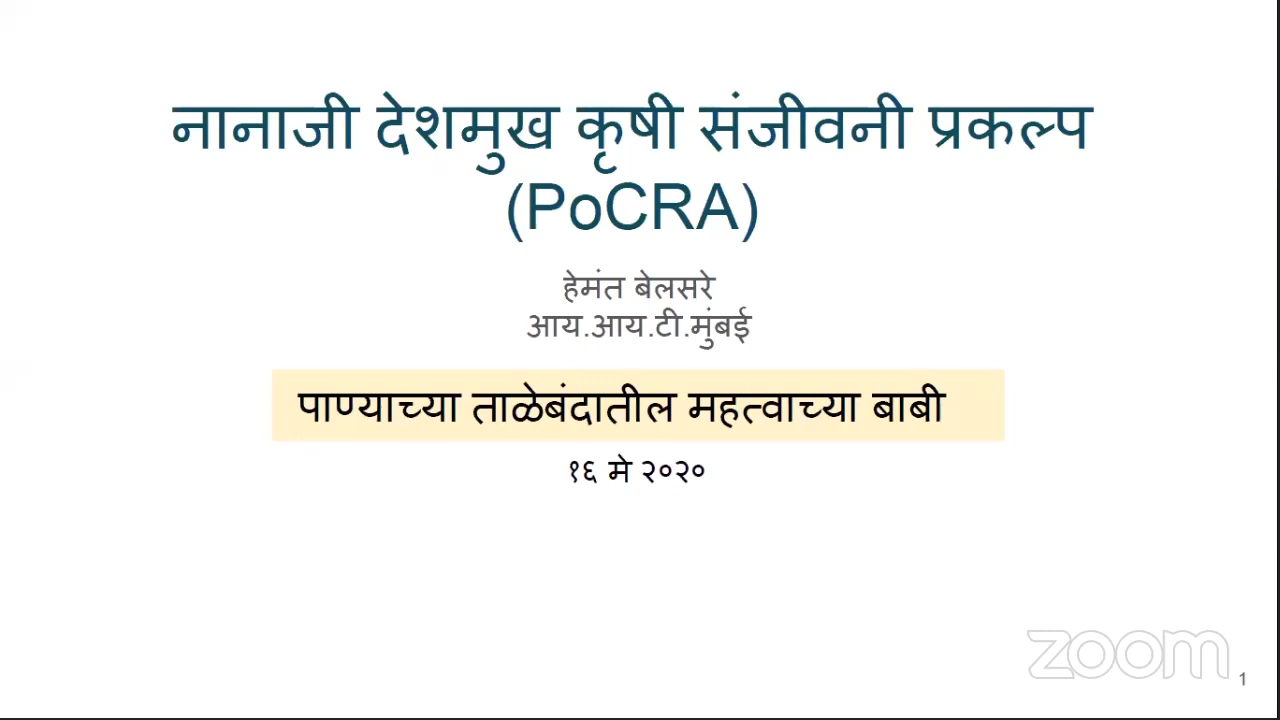 नानाजी देशमुख कृषी संजीवनी प्रकल्प
(PoCRA)
हेमंत बेलसरे
आय.आय.टी.मुंबई
पाण्याच्या ताळेबंदातील महत्वाच्या बाबी
१६ मे २०२०
zoom
1